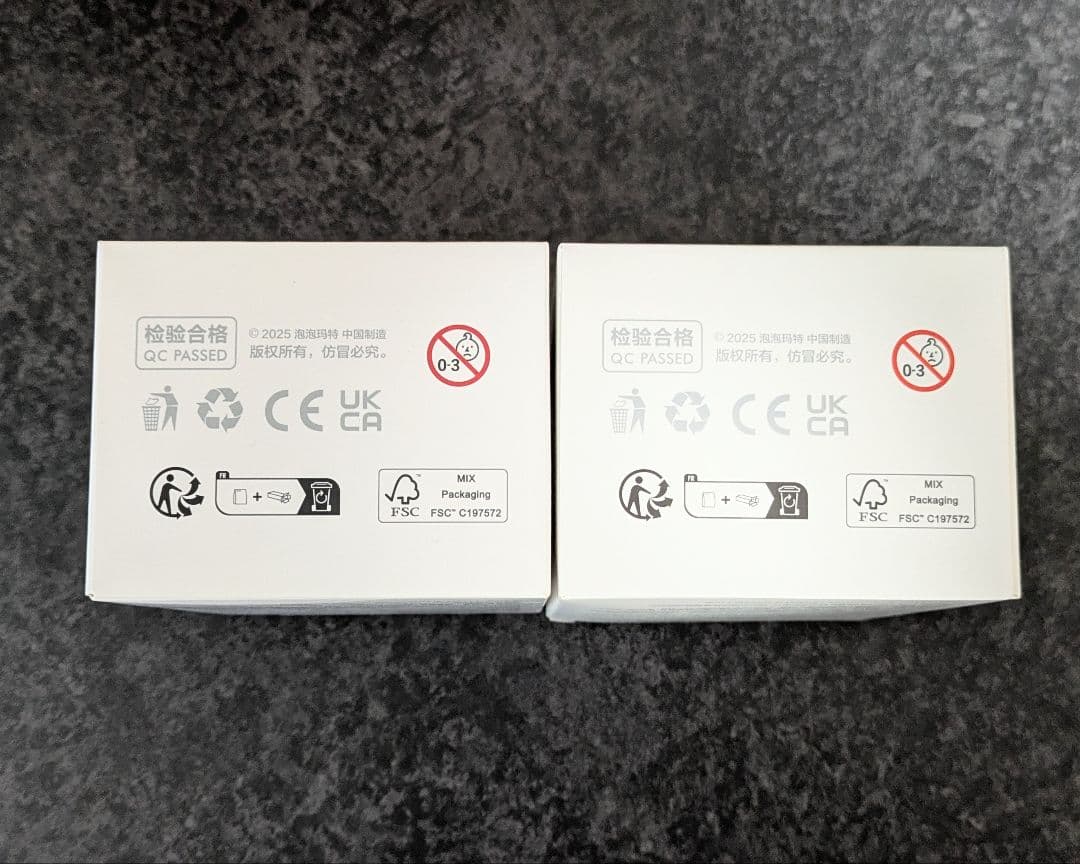 检验合格
QC PASSED
© 2025 泡泡玛特 中国制造
版权所有，仿冒必究。
0-3
CE
UK
CA
FR
+
FSC™
MIX
Packaging
FSC™ C197572
检验合格
QC PASSED
© 2025 泡泡玛特 中国制造
版权所有，仿冒必究。
0-3
CE
UK
CA
FR
+
FSC™
MIX
Packaging
FSC™ C197572